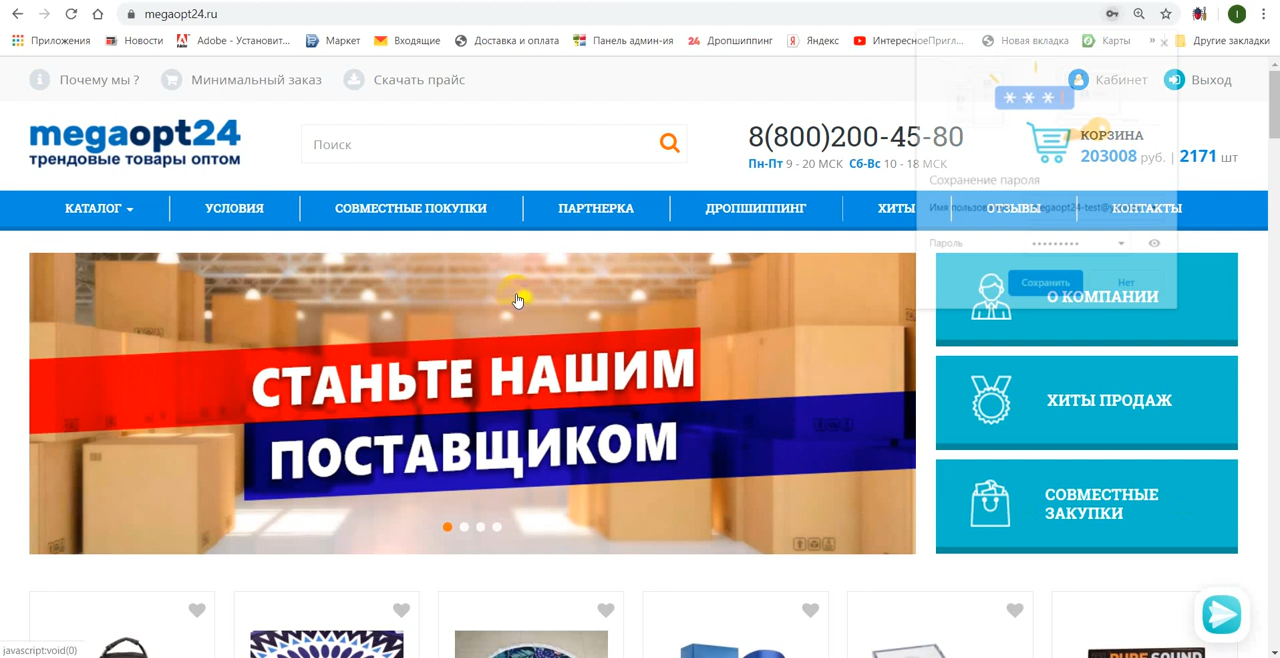 megaopt24.ru
Приложения
Новости
Adobe - Установит...
Маркет
Входящие
Доставка и оплата
Панель админ-ия
24 Дропшиппинг
Я Яндекс
ИнтересноеПригл...
Новая вкладка
Карты
»
Другие закладки
Почему мы ?
Минимальный заказ
Скачать прайс
Кабинет
Выход
megaopt24
трендовые товары оптом
Поиск
8(800)200-45-80
Пн-Пт 9 - 20 МСК Сб-Вс 10 - 18 МСК
КОРЗИНА
203008 руб. | 2171 шт
Сохранение пароля
КАТАЛОГ
УСЛОВИЯ
СОВМЕСТНЫЕ ПОКУПКИ
ПАРТНЕРКА
ДРОПШИППИНГ
ХИТЫ
ОТЗЫВЫ
КОНТАКТЫ
Пароль
Сохранить
Нет
СТАНЬТЕ НАШИМ
ПОСТАВЩИКОМ
О КОМПАНИИ
ХИТЫ ПРОДАЖ
СОВМЕСТНЫЕ
ЗАКУПКИ
javascript:void(0)
PURE SOUND